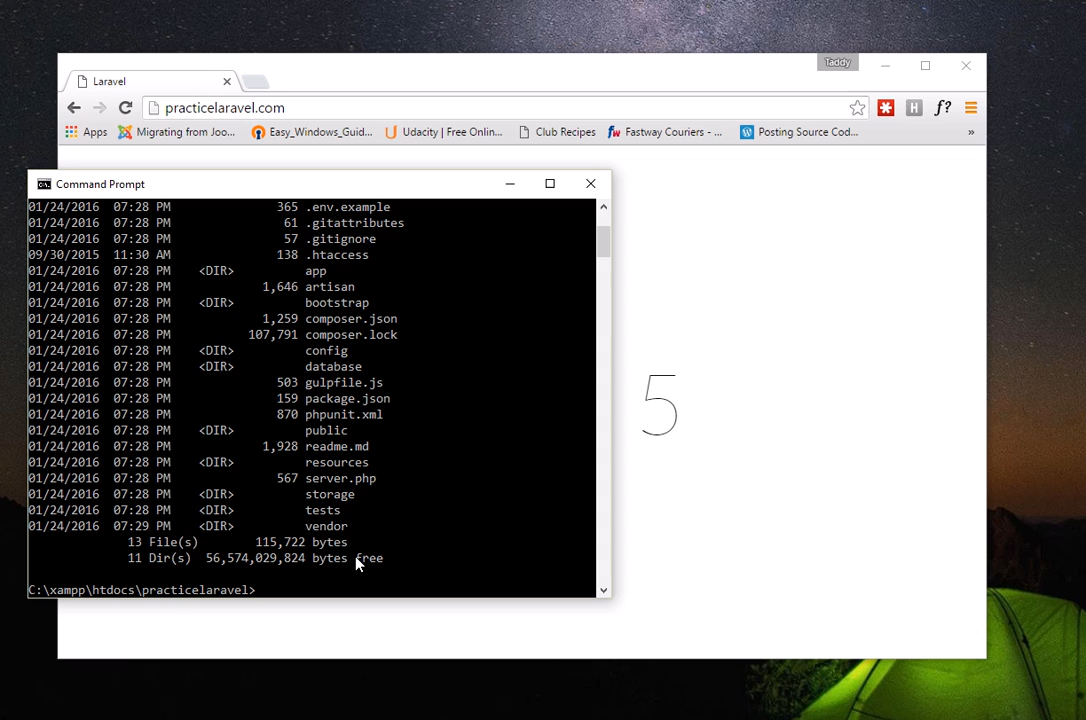 Taddy
Laravel
practicelaravel.com
f?
H
Apps
Migrating from Joo...
Easy_Windows_Guid...
Udacity | Free Onlin...
Club Recipes
Fastway Couriers - ...
Posting Source Cod...
»
Command Prompt
01/24/2016 07:28 PM 365 .env.example
01/24/2016 07:28 PM 61 .gitattributes
01/24/2016 07:28 PM 57 .gitignore
09/30/2015 11:30 AM 138 .htaccess
01/24/2016 07:28 PM <DIR> app
01/24/2016 07:28 PM 1,646 artisan
01/24/2016 07:28 PM <DIR> bootstrap
01/24/2016 07:28 PM 1,259 composer.json
01/24/2016 07:28 PM 107,791 composer.lock
01/24/2016 07:28 PM <DIR> config
01/24/2016 07:28 PM <DIR> database
01/24/2016 07:28 PM 503 gulpfile.js
01/24/2016 07:28 PM 159 package.json
01/24/2016 07:28 PM 870 phpunit.xml
01/24/2016 07:28 PM <DIR> public
01/24/2016 07:28 PM 1,928 readme.md
01/24/2016 07:28 PM <DIR> resources
01/24/2016 07:28 PM 567 server.php
01/24/2016 07:28 PM <DIR> storage
01/24/2016 07:28 PM <DIR> tests
01/24/2016 07:29 PM <DIR> vendor
13 File(s) 115,722 bytes
11 Dir(s) 56,574,029,824 bytes free
C:\xampp\htdocs\practicelaravel>
5